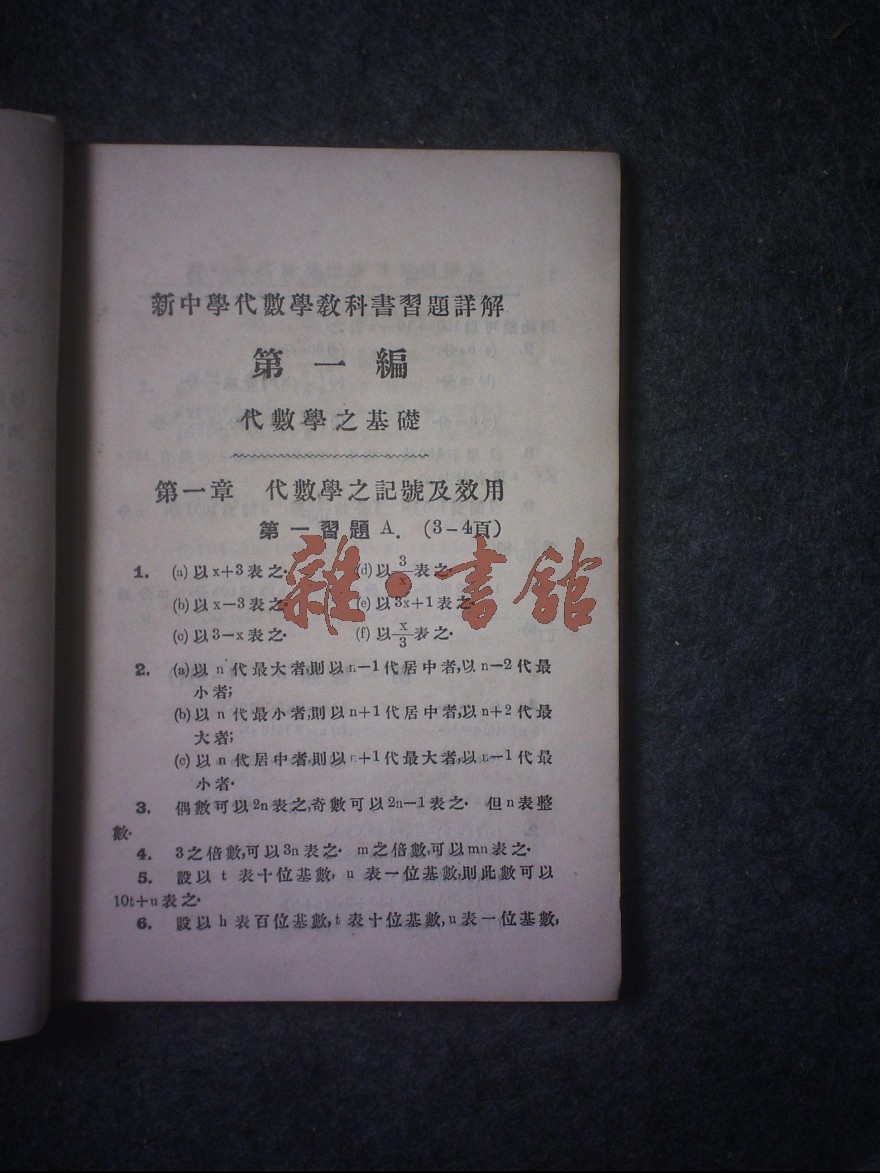 新中學代數學敎科書習題詳解
第一編
代數學之基礎
第一章 代數學之記號及效用
第一習題 A. (3-4頁)
1. (a)以x+3表之. (d)以3/x表之.
(b)以x-3表之. (e)以3x+1表之.
(c)以3-x表之. (f)以x/3表之.
2. (a)以n代最大者,則以n-1代居中者,以n-2代最
小者;
(b)以n代最小者,則以n+1代居中者,以n+2代最
大者;
(c)以n代居中者,則以n+1代最大者,以n-1代最
小者.
3. 偶數可以2n表之,奇數可以2n-1表之. 但n表整
數.
4. 3之倍數,可以3n表之. m之倍數,可以mn表之.
5. 設以t表十位基數, u表一位基數,則此數可以
10t+u表之.
6. 設以h表百位基數,t表十位基數,u表一位基數,
雜·書館